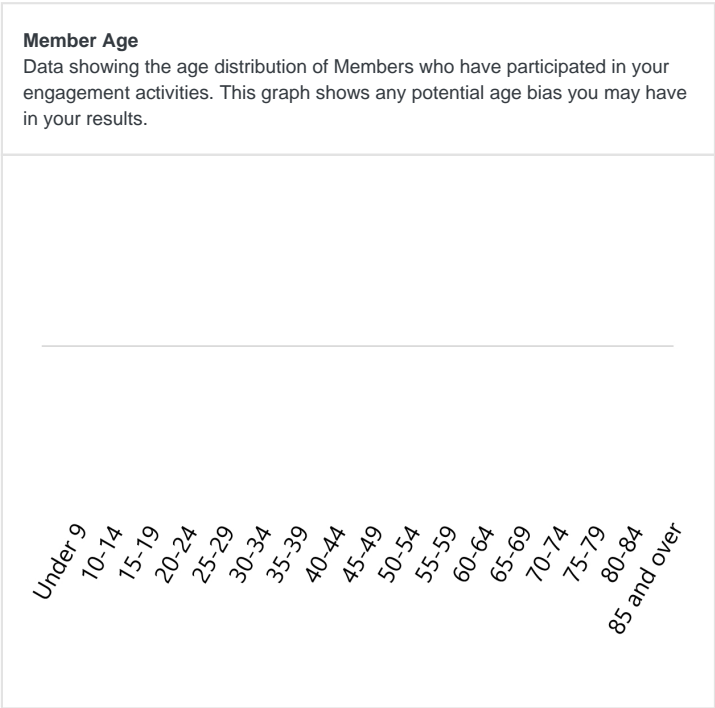 Member Age
Data showing the age distribution of Members who have participated in your
engagement activities. This graph shows any potential age bias you may have
in your results.
Under 9
10-14
15-19
20-24
25-29
30-34
35-39
40-44
45-49
50-54
55-59
60-64
65-69
70-74
75-79
80-84
85 and over